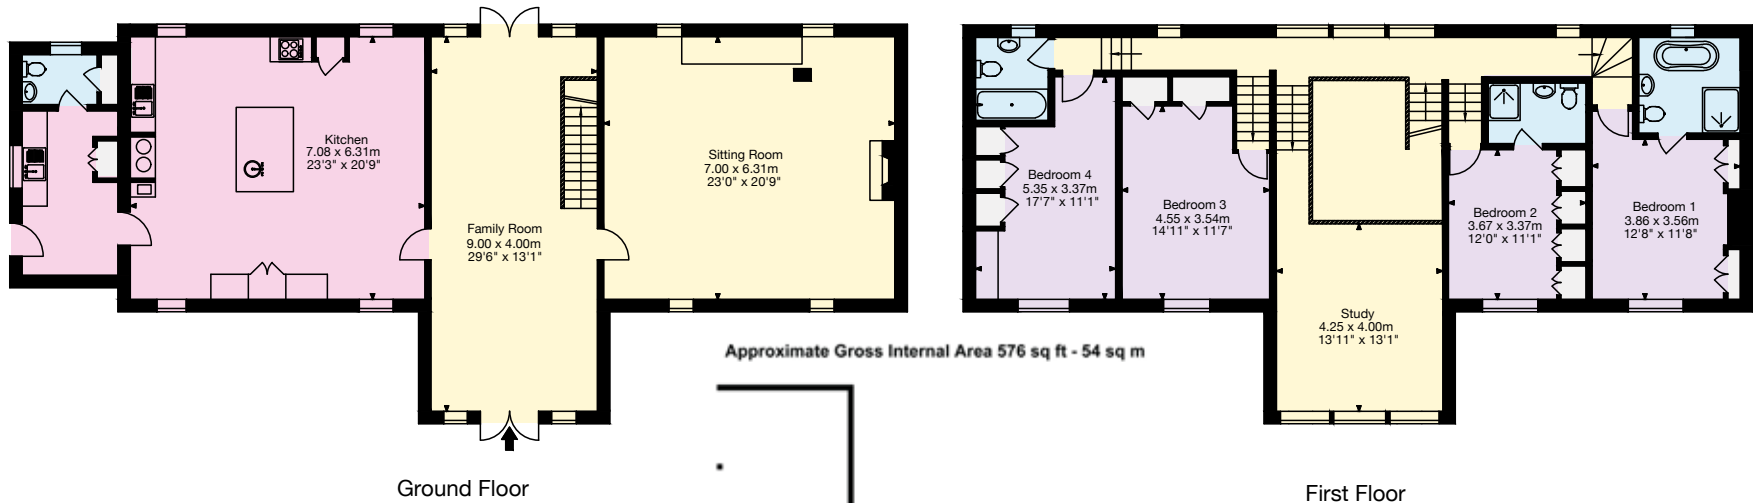 Kitchen
7.08 x 6.31m
23'3" x 20'9"
Family Room
9.00 x 4.00m
29'6" x 13'1"
Sitting Room
7.00 x 6.31m
23'0" x 20'9"
Ground Floor
Approximate Gross Internal Area 576 sq ft - 54 sq m
Bedroom 4
5.35 x 3.37m
17'7" x 11'1"
Bedroom 3
4.55 x 3.54m
14'11" x 11'7"
Study
4.25 x 4.00m
13'11" x 13'1"
Bedroom 2
3.67 x 3.37m
12'0" x 11'1"
Bedroom 1
3.86 x 3.56m
12'8" x 11'8"
First Floor